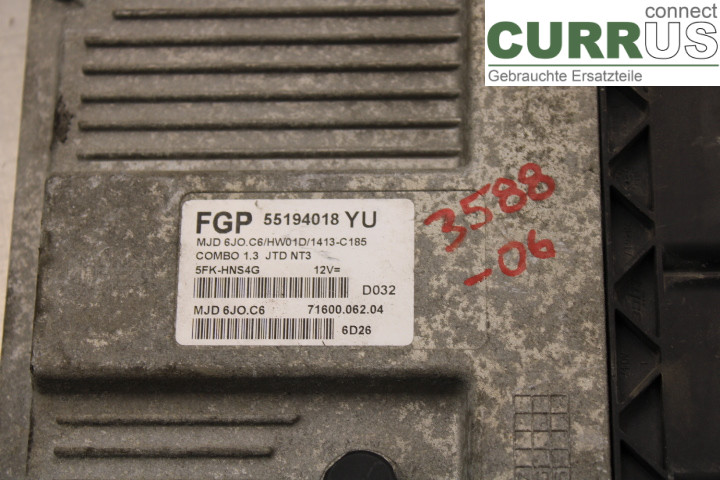 connect
CURRUS
Gebrauchte Ersatzteile
FGP 55194018 YU
MJD 6JO.C6/HW01D/1413-C185
COMBO 1.3 JTD NT3
5FK-HNS4G 12V=
D032
MJD 6JO.C6 71600.062.04
6D26
3588
-06